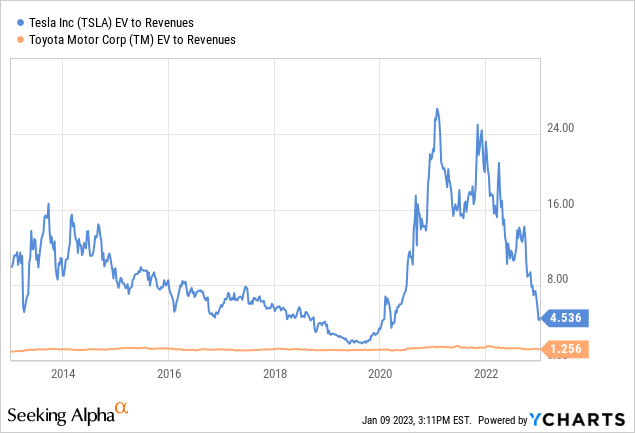 Tesla Inc (TSLA) EV to Revenues
Toyota Motor Corp (TM) EV to Revenues
24.00
16.00
8.00
4.536
1.256
2014 2016 2018 2020 2022
Seeking Alpha α
Jan 09 2023, 3:11PM EST. Powered by YCHARTS